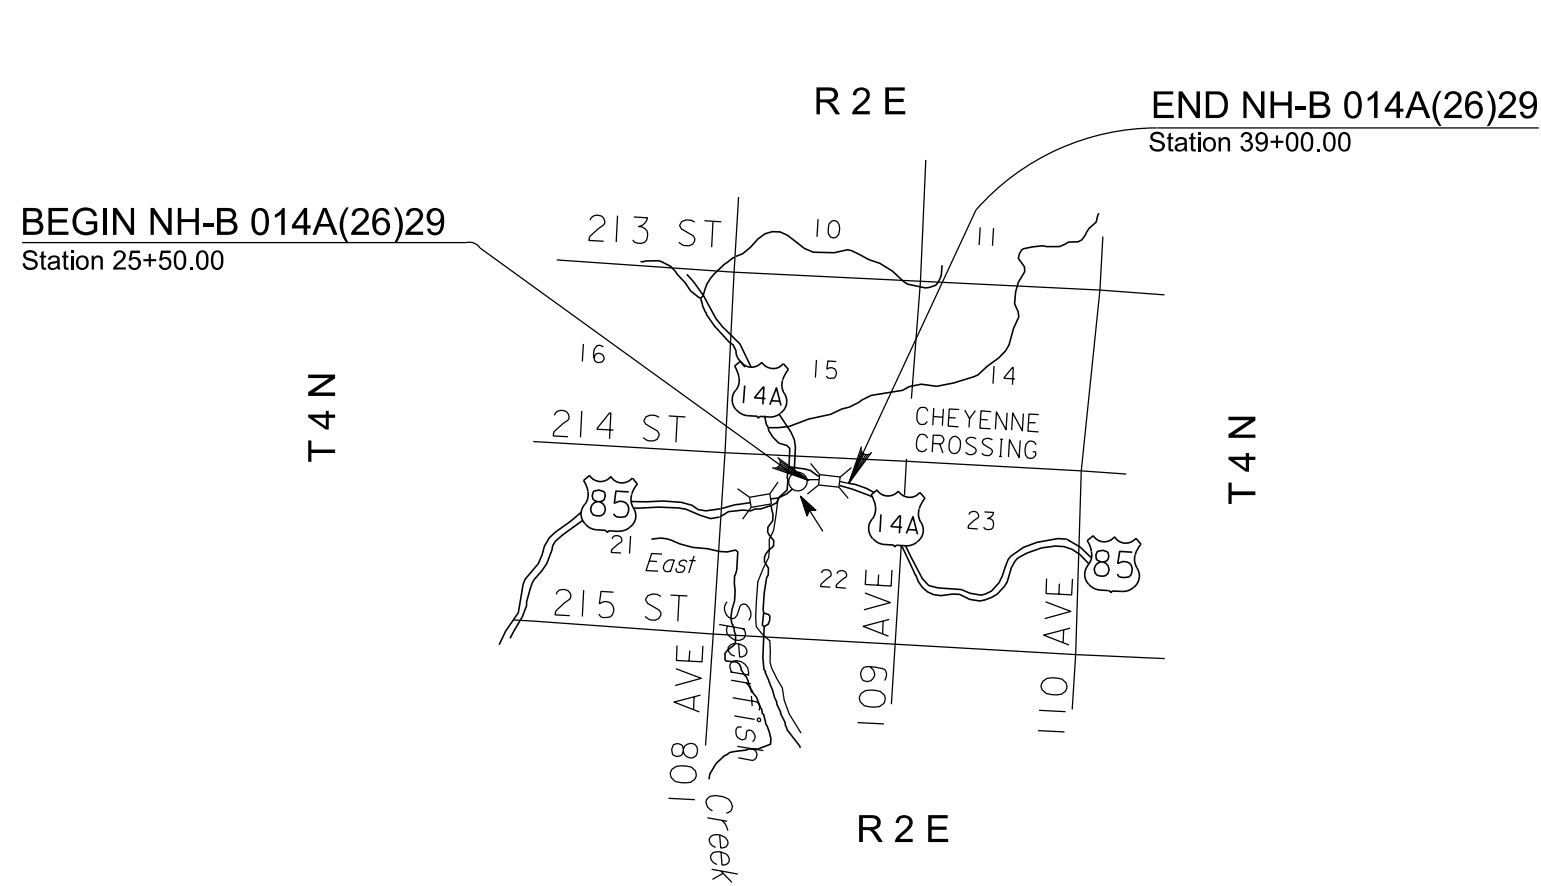 R 2 E
END NH-B 014A(26)29
Station 39+00.00
BEGIN NH-B 014A(26)29
Station 25+50.00
213 ST
10
11
16
15
14
14A
T 4 N
214 ST
CHEYENNE
CROSSING
T 4 N
85
14A
23
21
East
22
85
215 ST
Spearfish
Creek
108 AVE
109 AVE
110 AVE
R 2 E